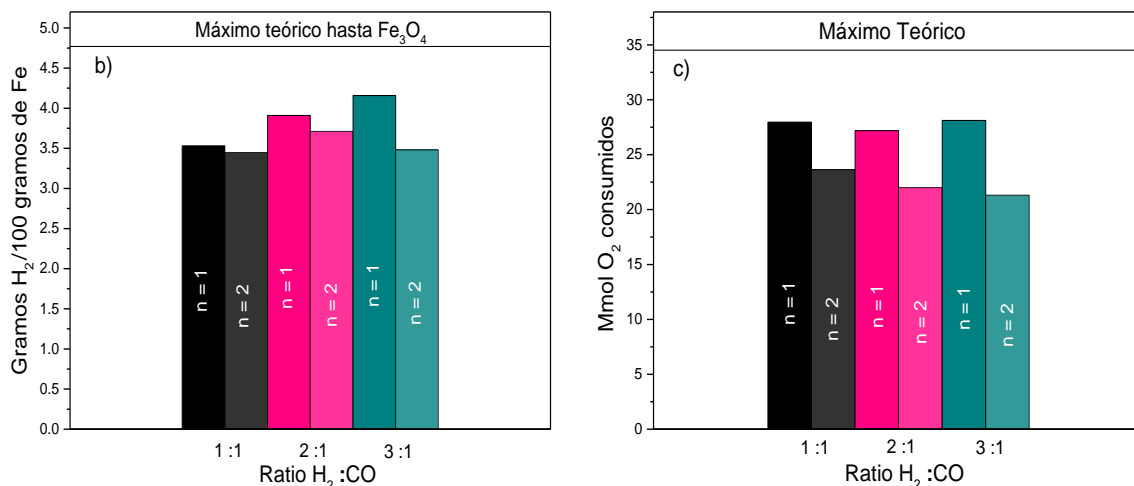 Máximo teórico hasta Fe₃O₄
b)
5.0
4.5
4.0
3.5
3.0
2.5
2.0
1.5
1.0
0.5
0.0
Gramos H₂/100 gramos de Fe
n = 1
n = 2
n = 1
n = 2
n = 1
n = 2
1 :1
2 :1
3 :1
Ratio H₂ :CO
Máximo Teórico
c)
35
30
25
20
15
10
5
0
Mmol O₂ consumidos
n = 1
n = 2
n = 1
n = 2
n = 1
n = 2
1 :1
2 :1
3 :1
Ratio H₂ :CO